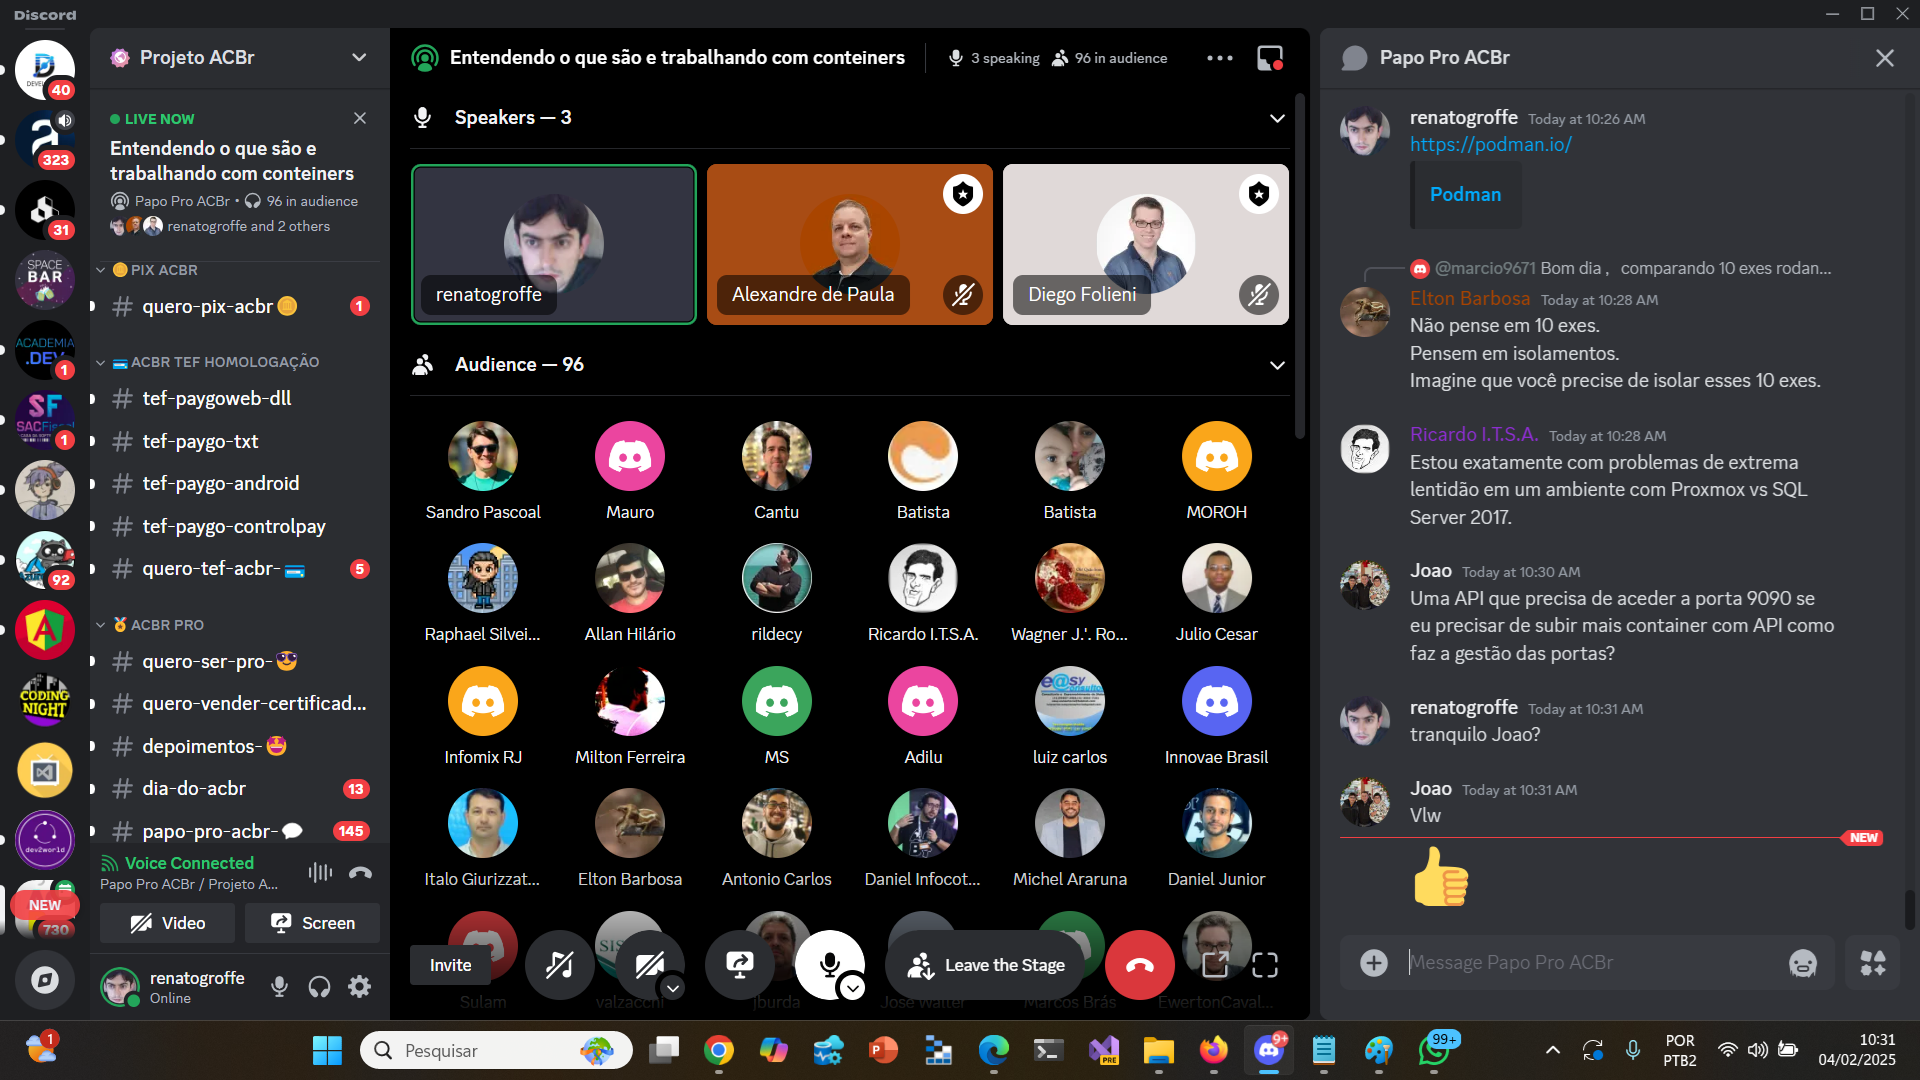 Discord
40
323
31
SPACE
BAR
ACADEMIA
.DEV
1
SF
SACFiscal
1
92
CODING
NIGHT
dev2world
NEW
730
Projeto ACBr
LIVE NOW
Entendendo o que são e
trabalhando com conteiners
Papo Pro ACBr • 96 in audience
renatogroffe and 2 others
PIX ACBR
quero-pix-acbr
1
ACBR TEF HOMOLOGAÇÃO
tef-paygoweb-dll
tef-paygo-txt
tef-paygo-android
tef-paygo-controlpay
quero-tef-acbr-
5
ACBR PRO
quero-ser-pro-
quero-vender-certificad...
depoimentos-
dia-do-acbr
13
papo-pro-acbr-
145
Voice Connected
Papo Pro ACBr / Projeto A...
Video
Screen
renatogroffe
Online
Entendendo o que são e trabalhando com conteiners
3 speaking
96 in audience
Speakers — 3
renatogroffe
Alexandre de Paula
Diego Folieni
Audience — 96
Sandro Pascoal
Mauro
Cantu
Batista
Batista
MOROH
Raphael Silvei...
Allan Hilário
rildecy
Ricardo I.T.S.A.
Wagner J.'. Ro...
Julio Cesar
Infomix RJ
Milton Ferreira
MS
Adilu
luiz carlos
Innovae Brasil
Italo Giurizzat...
Elton Barbosa
Antonio Carlos
Daniel Infocot...
Michel Araruna
Daniel Junior
Invite
Leave the Stage
Sulam
valzacchi
jburda
José Walter
Marcos Brás
EwertonCaval...
Papo Pro ACBr
renatogroffe Today at 10:26 AM
https://podman.io/
Podman
@marcio9671 Bom dia , comparando 10 exes rodan...
Elton Barbosa Today at 10:28 AM
Não pense em 10 exes.
Pensem em isolamentos.
Imagine que você precise de isolar esses 10 exes.
Ricardo I.T.S.A. Today at 10:28 AM
Estou exatamente com problemas de extrema
lentidão em um ambiente com Proxmox vs SQL
Server 2017.
Joao Today at 10:30 AM
Uma API que precisa de aceder a porta 9090 se
eu precisar de subir mais container com API como
faz a gestão das portas?
renatogroffe Today at 10:31 AM
tranquilo Joao?
Joao Today at 10:31 AM
Vlw
NEW
Message Papo Pro ACBr
1
Pesquisar
PRE
9+
99+
POR
PTB2
10:31
04/02/2025